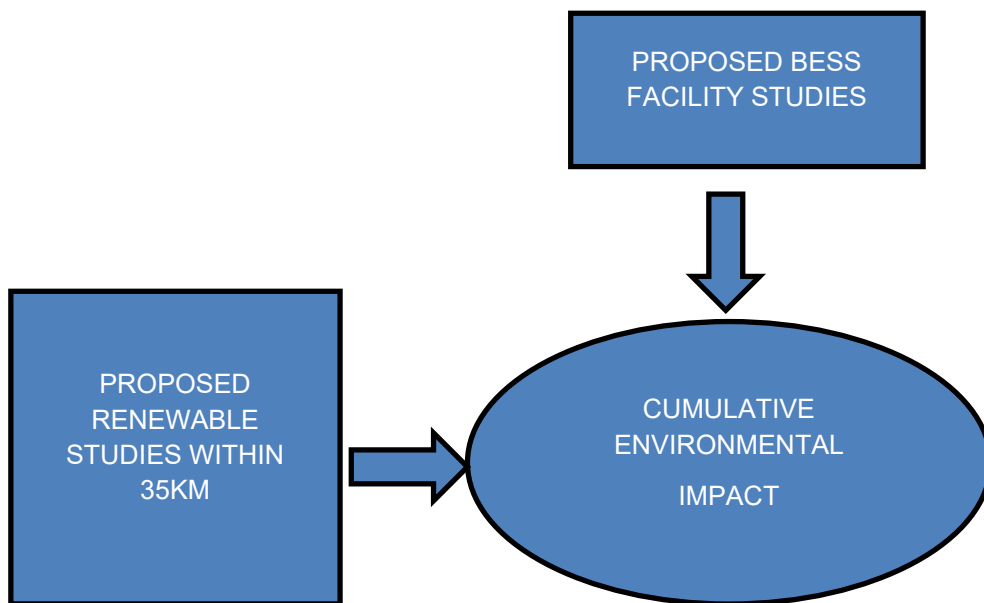 PROPOSED BESS
FACILITY STUDIES
PROPOSED
RENEWABLE
STUDIES WITHIN
35KM
CUMULATIVE
ENVIRONMENTAL
IMPACT